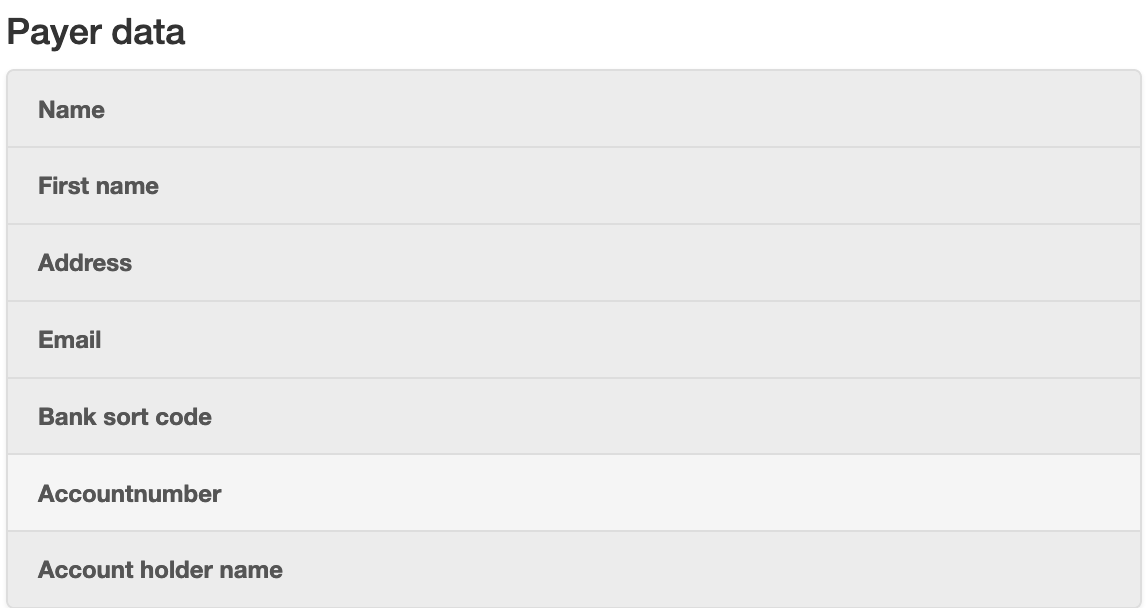 Payer data
Name
First name
Address
Email
Bank sort code
Accountnumber
Account holder name